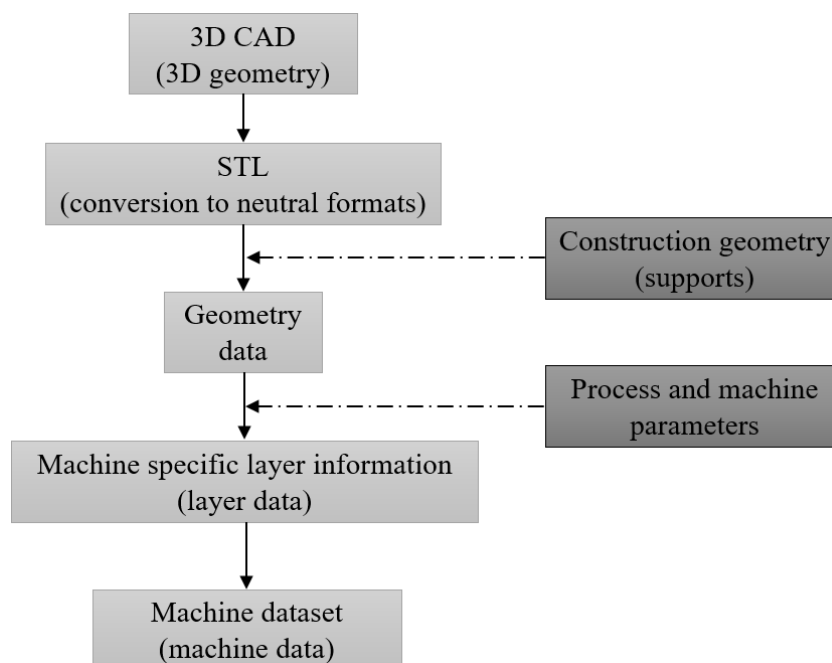 3D CAD
(3D geometry)
STL
(conversion to neutral formats)
Construction geometry
(supports)
Geometry
data
Process and machine
parameters
Machine specific layer information
(layer data)
Machine dataset
(machine data)